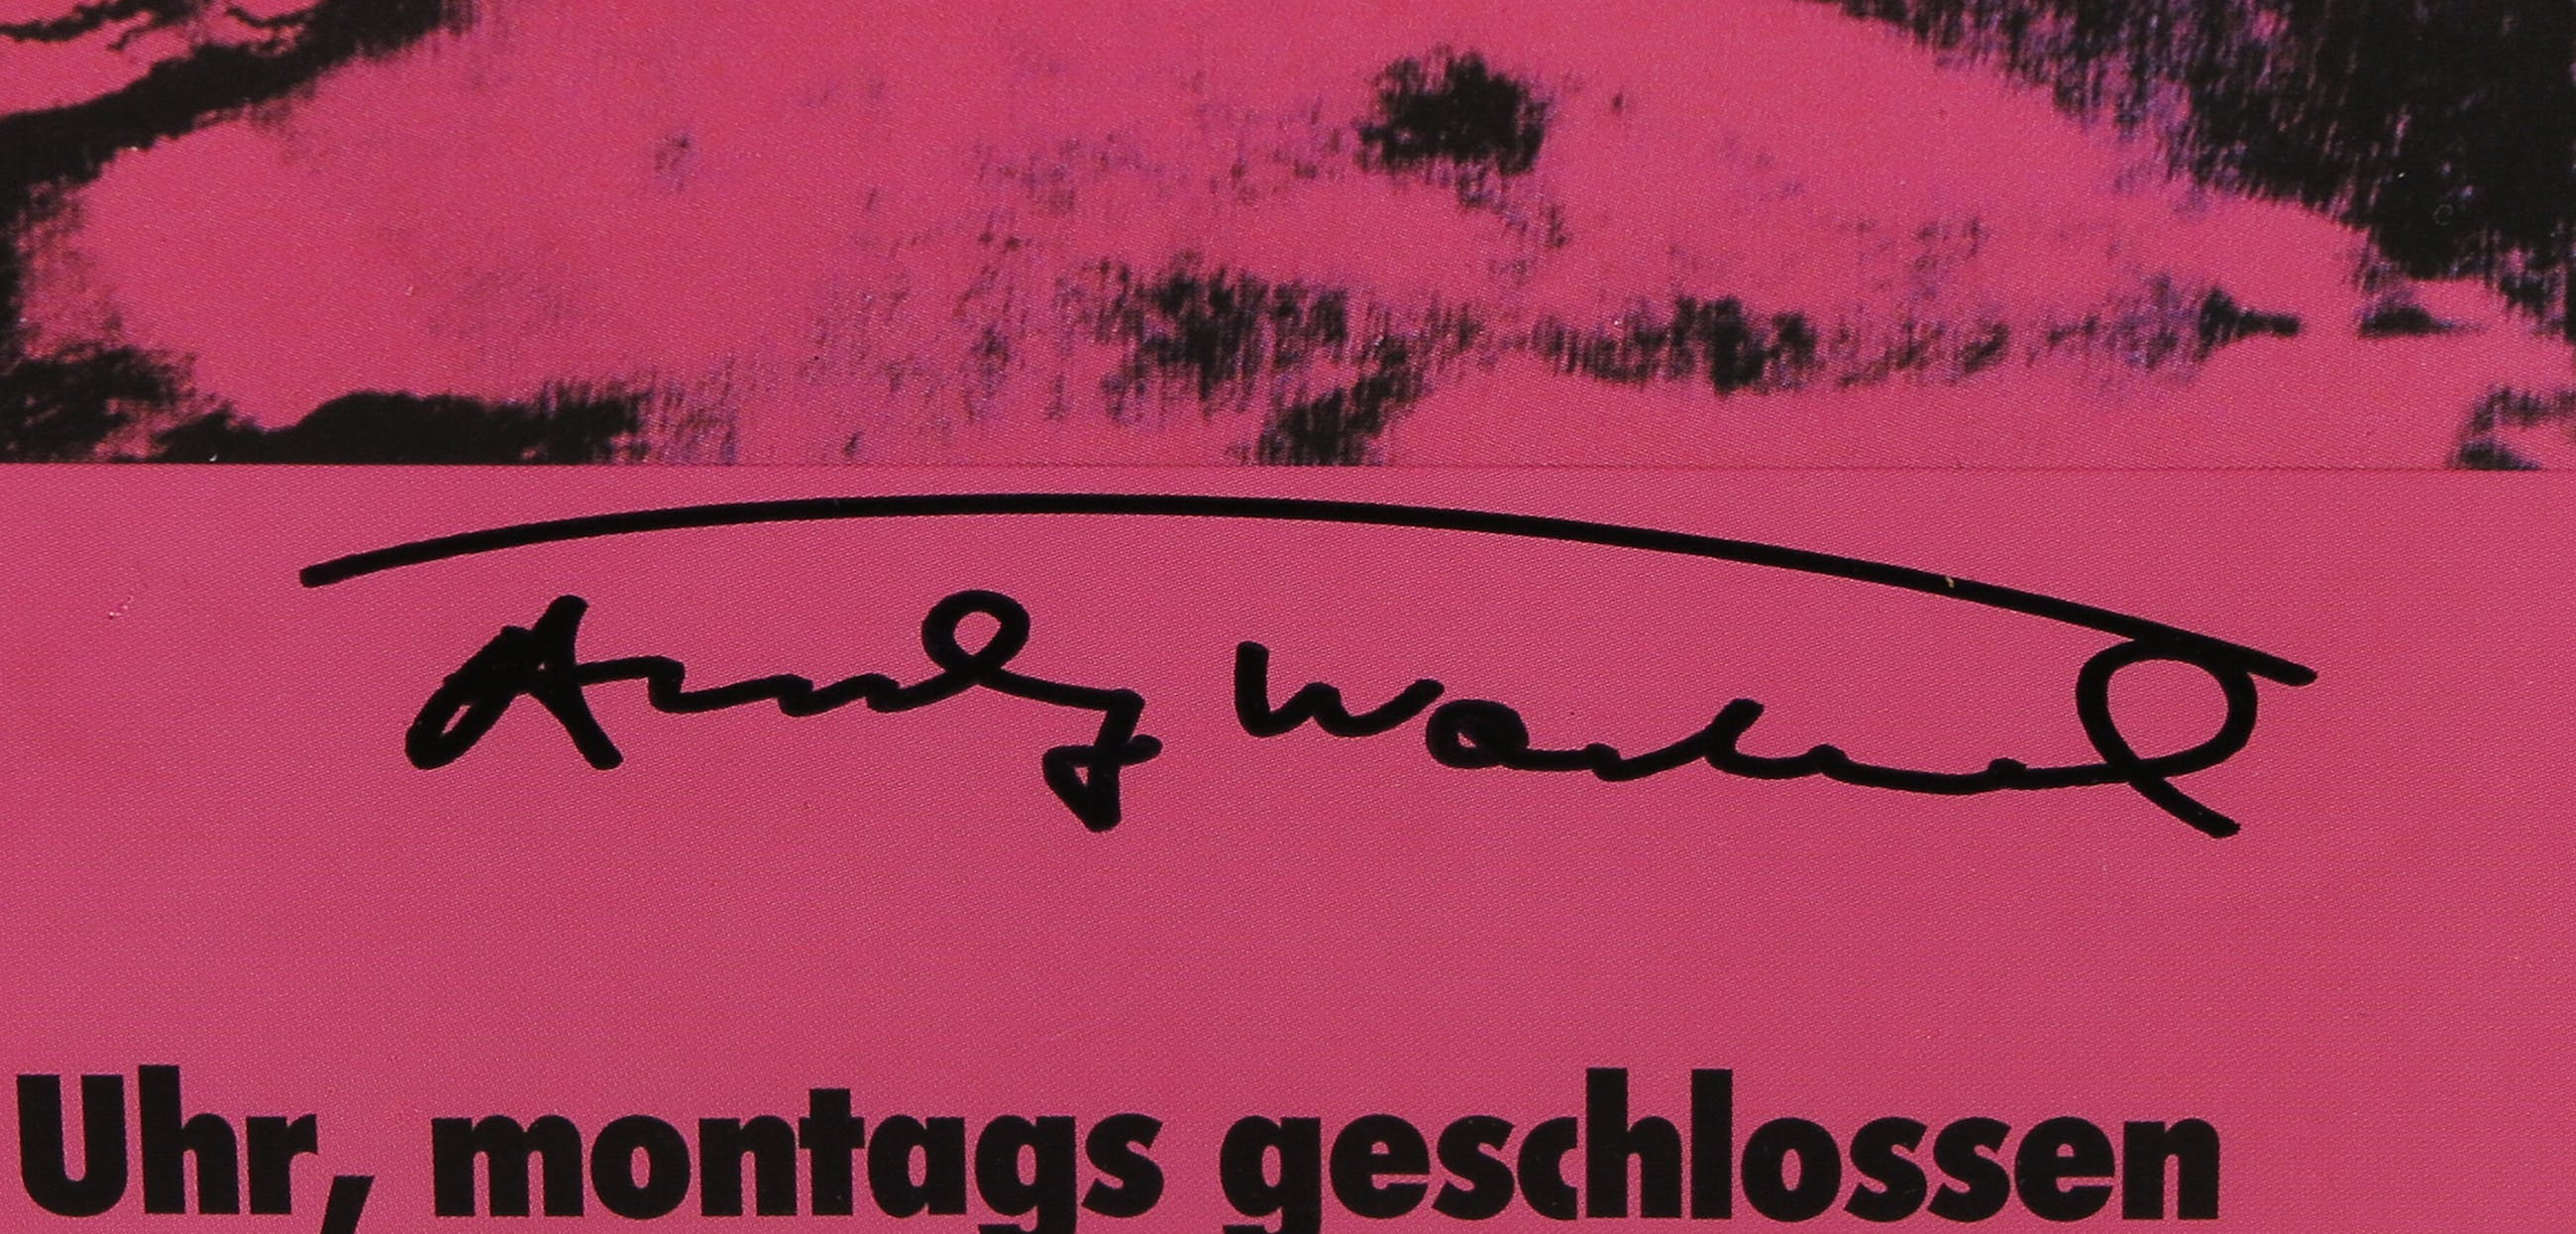 Andy Warhol
Uhr, montags geschlossen